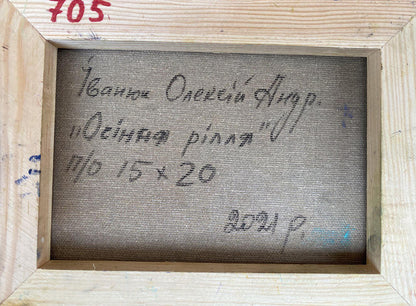 705
Іванюк Олексій Андр.
„Осіння рілля"
п/о 15 x 20
2021 р.